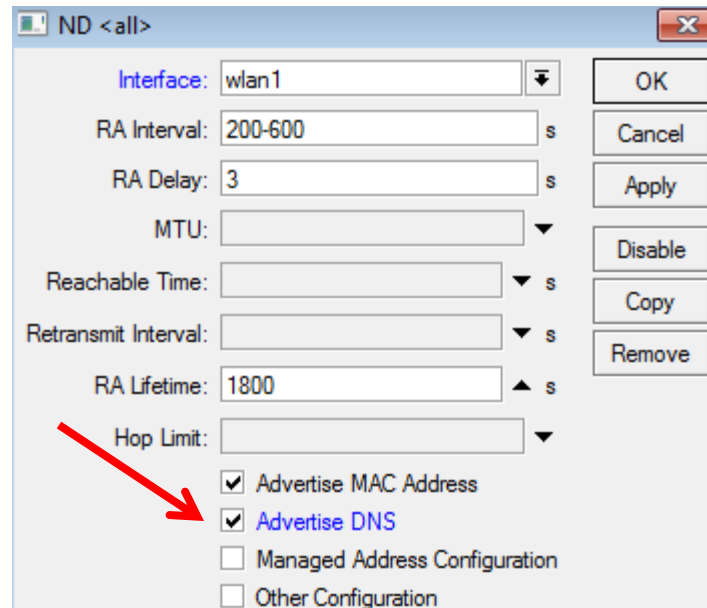 ND <all>
Interface: wlan1
OK
RA Interval: 200-600 s
Cancel
RA Delay: 3 s
Apply
MTU:
Disable
Reachable Time: s
Copy
Retransmit Interval: s
Remove
RA Lifetime: 1800 s
Hop Limit:
Advertise MAC Address
Advertise DNS
Managed Address Configuration
Other Configuration